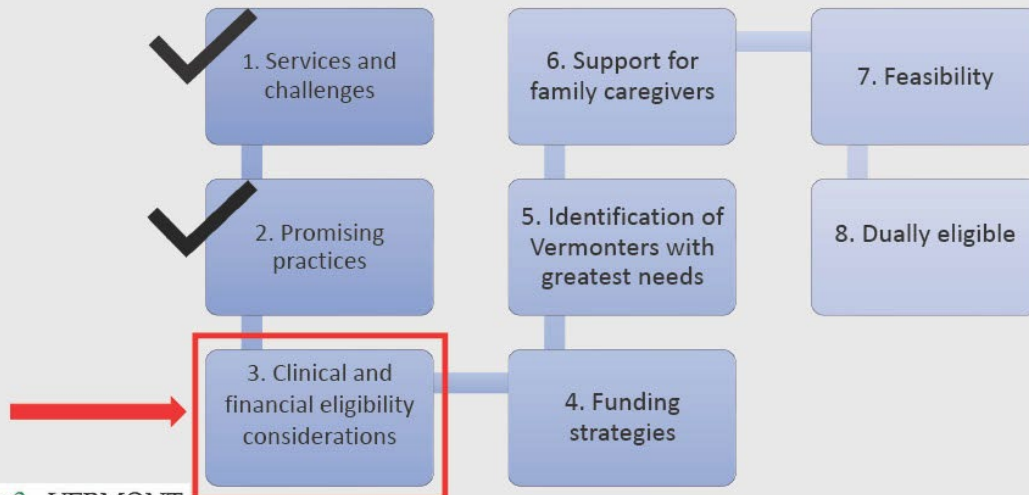 1. Services and
challenges
2. Promising
practices
3. Clinical and
financial eligibility
considerations
4. Funding
strategies
5. Identification of
Vermonters with
greatest needs
6. Support for
family caregivers
7. Feasibility
8. Dually eligible
VERMONT